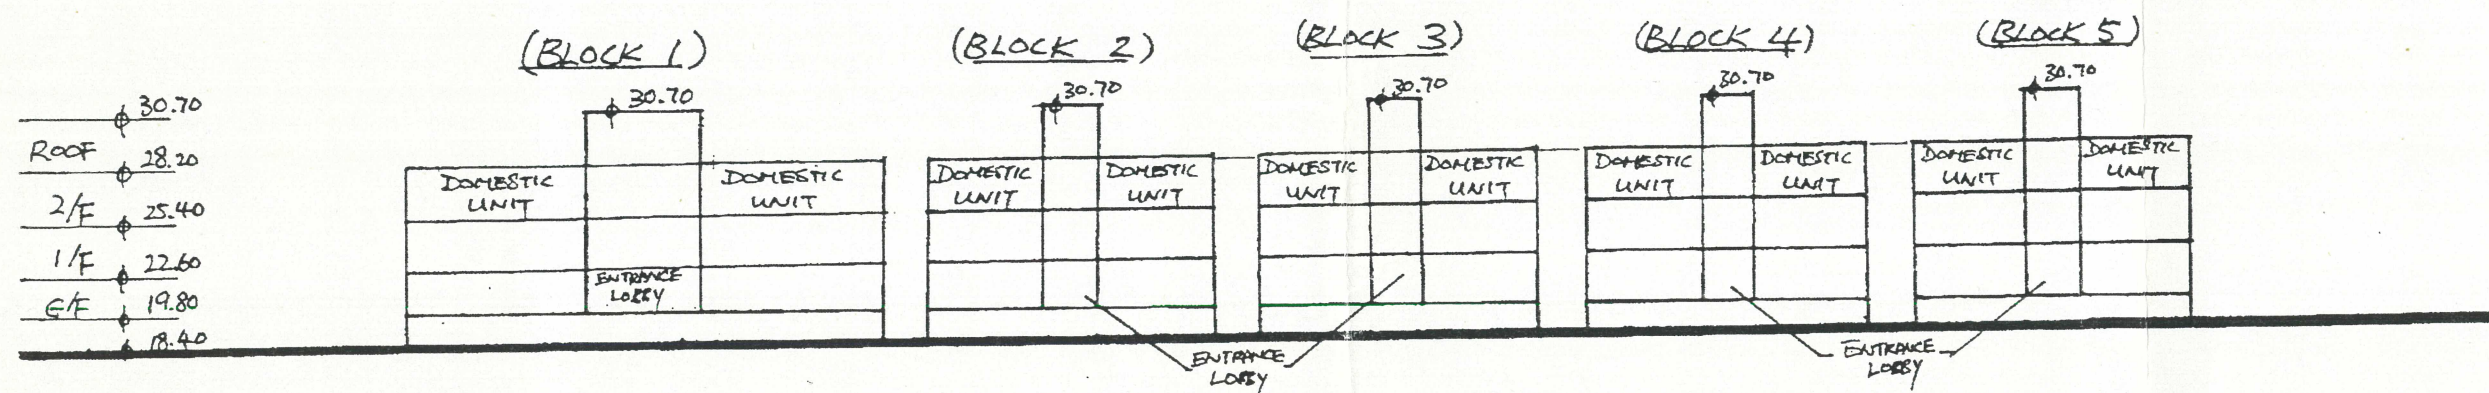 (BLOCK 1)
(BLOCK 2)
(BLOCK 3)
(BLOCK 4)
(BLOCK 5)
30.70
30.70
30.70
30.70
30.70
30.70
ROOF
28.20
2/F
25.40
1/F
22.60
G/F
19.80
18.40
DOMESTIC
UNIT
DOMESTIC
UNIT
DOMESTIC
UNIT
DOMESTIC
UNIT
DOMESTIC
UNIT
DOMESTIC
UNIT
DOMESTIC
UNIT
DOMESTIC
UNIT
DOMESTIC
UNIT
DOMESTIC
UNIT
ENTRANCE
LOBBY
ENTRANCE
LOBBY
ENTRANCE
LOBBY